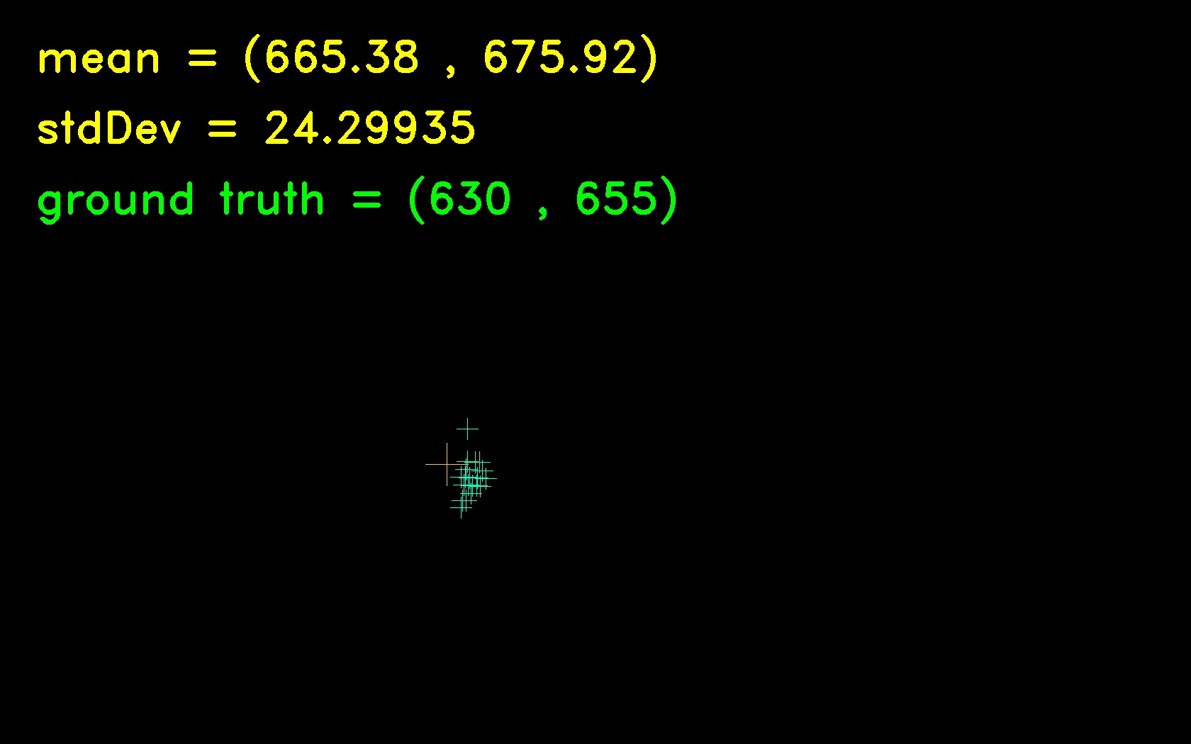 mean = (665.38 , 675.92)
stdDev = 24.29935
ground truth = (630 , 655)